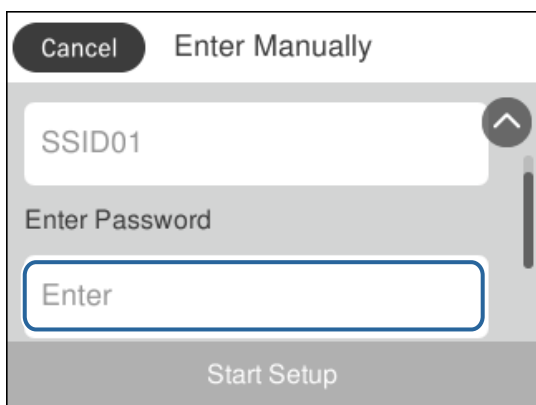 Cancel Enter Manually
SSID01
Enter Password
Enter
Start Setup